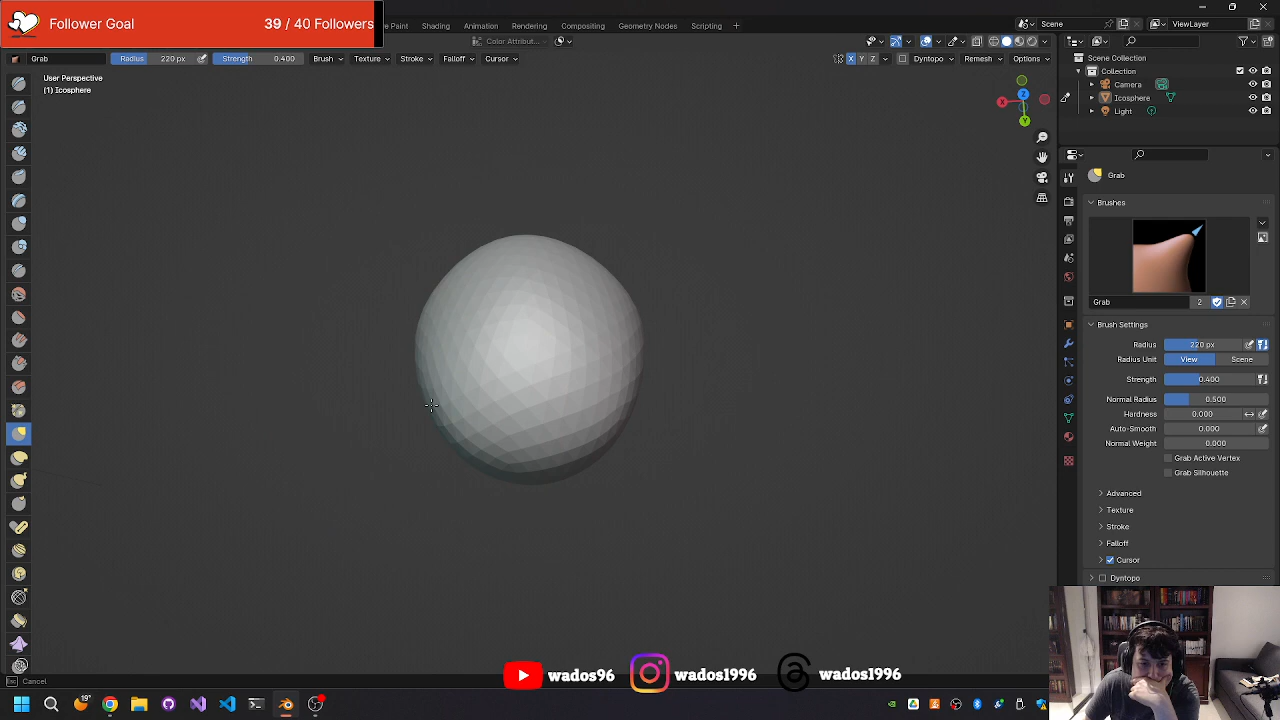 Follower Goal 39 / 40 Followers
Paint Shading Animation Rendering Compositing Geometry Nodes Scripting + Scene ViewLayer
Color Attribut...
Grab Radius 220 px Strength 0.400 Brush Texture Stroke Falloff Cursor X Y Z Dyntopo Remesh Options
User Perspective
(1) Icosphere
Scene Collection
Collection
Camera
Icosphere
Light
X
Z
Y
Grab
Brushes
Grab 2
Brush Settings
Radius 220 px
Radius Unit View Scene
Strength 0.400
Normal Radius 0.500
Hardness 0.000
Auto-Smooth 0.000
Normal Weight 0.000
Grab Active Vertex
Grab Silhouette
Advanced
Texture
Stroke
Falloff
Cursor
Dyntopo
wados96 wados1996 wados1996
Cancel
19°